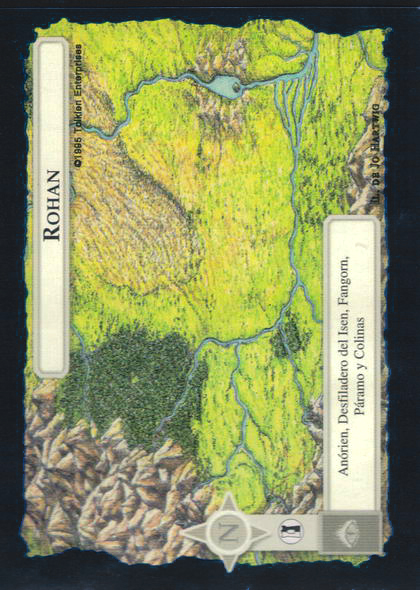 ROHAN
©1995 Tolkien Enterprises
N
Anórien, Desfiladero del Isen, Fangorn,
Páramo y Colinas